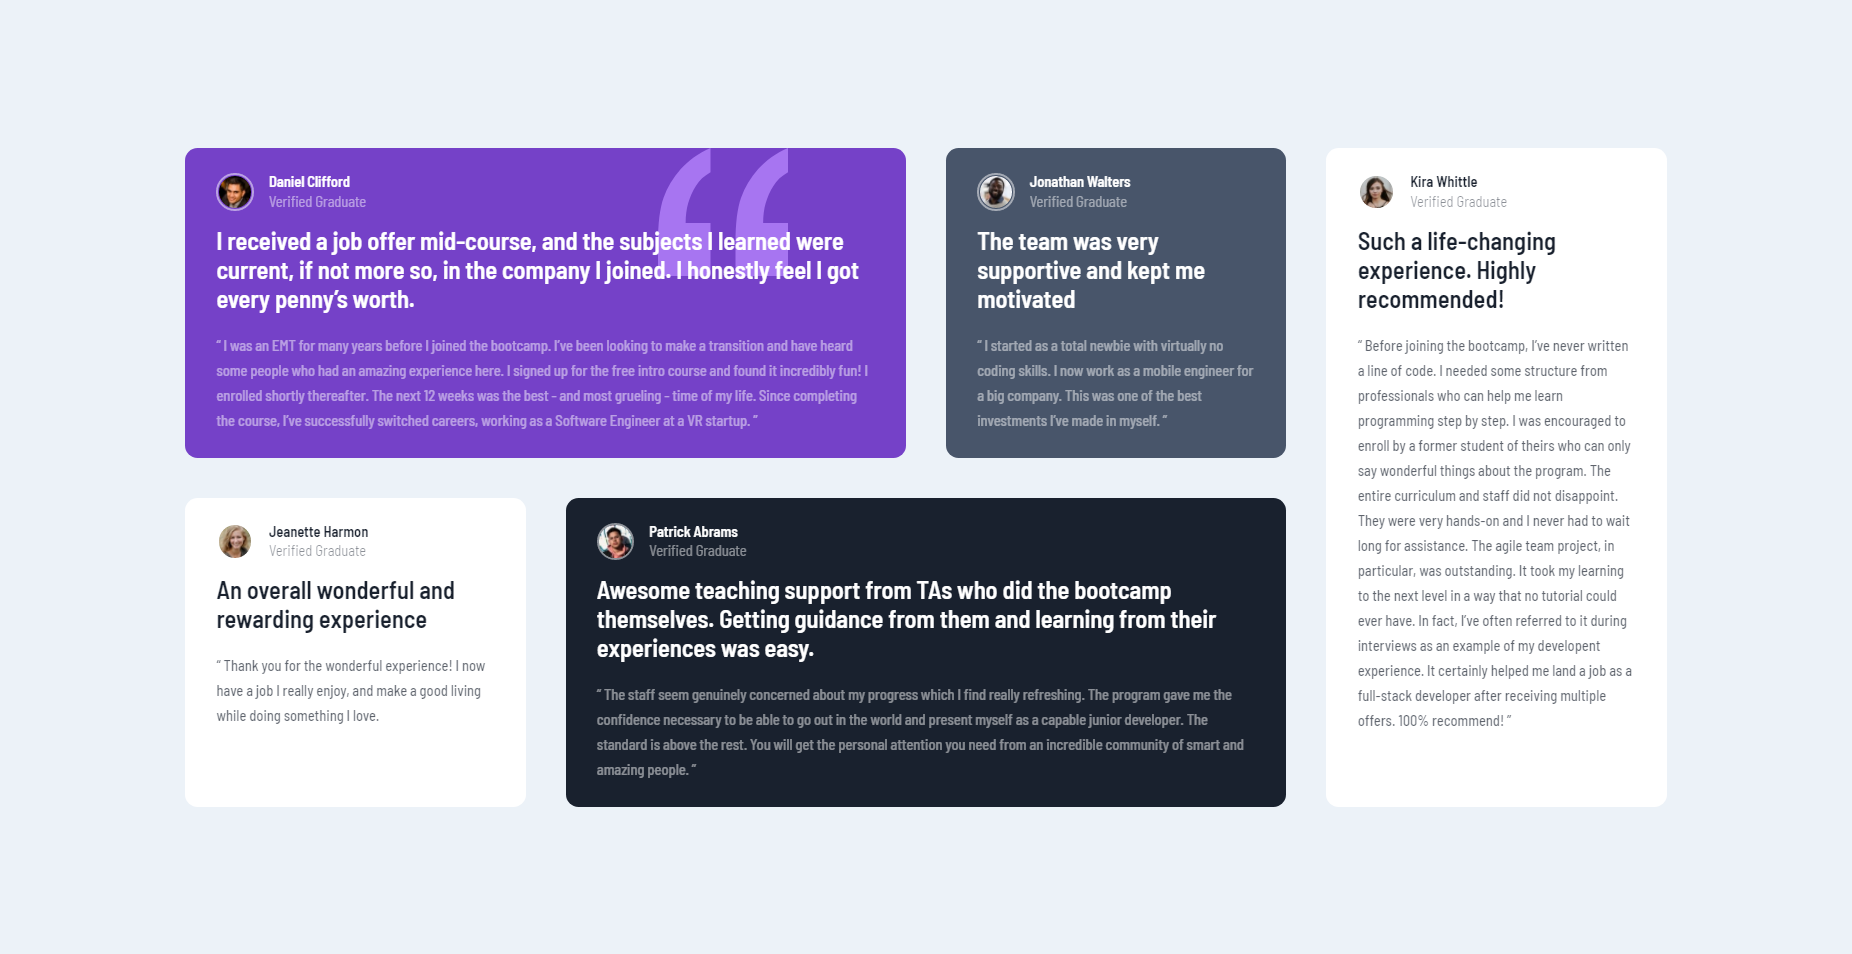 Daniel Clifford
Verified Graduate
I received a job offer mid-course, and the subjects I learned were
current, if not more so, in the company I joined. I honestly feel I got
every penny’s worth.
“ I was an EMT for many years before I joined the bootcamp. I’ve been looking to make a transition and have heard
some people who had an amazing experience here. I signed up for the free intro course and found it incredibly fun! I
enrolled shortly thereafter. The next 12 weeks was the best - and most grueling - time of my life. Since completing
the course, I’ve successfully switched careers, working as a Software Engineer at a VR startup. ”
Jonathan Walters
Verified Graduate
The team was very
supportive and kept me
motivated
“ I started as a total newbie with virtually no
coding skills. I now work as a mobile engineer for
a big company. This was one of the best
investments I’ve made in myself. ”
Kira Whittle
Verified Graduate
Such a life-changing
experience. Highly
recommended!
“ Before joining the bootcamp, I’ve never written
a line of code. I needed some structure from
professionals who can help me learn
programming step by step. I was encouraged to
enroll by a former student of theirs who can only
say wonderful things about the program. The
entire curriculum and staff did not disappoint.
They were very hands-on and I never had to wait
long for assistance. The agile team project, in
particular, was outstanding. It took my learning
to the next level in a way that no tutorial could
ever have. In fact, I’ve often referred to it during
interviews as an example of my developent
experience. It certainly helped me land a job as a
full-stack developer after receiving multiple
offers. 100% recommend! ”
Jeanette Harmon
Verified Graduate
An overall wonderful and
rewarding experience
“ Thank you for the wonderful experience! I now
have a job I really enjoy, and make a good living
while doing something I love.
Patrick Abrams
Verified Graduate
Awesome teaching support from TAs who did the bootcamp
themselves. Getting guidance from them and learning from their
experiences was easy.
“ The staff seem genuinely concerned about my progress which I find really refreshing. The program gave me the
confidence necessary to be able to go out in the world and present myself as a capable junior developer. The
standard is above the rest. You will get the personal attention you need from an incredible community of smart and
amazing people. ”